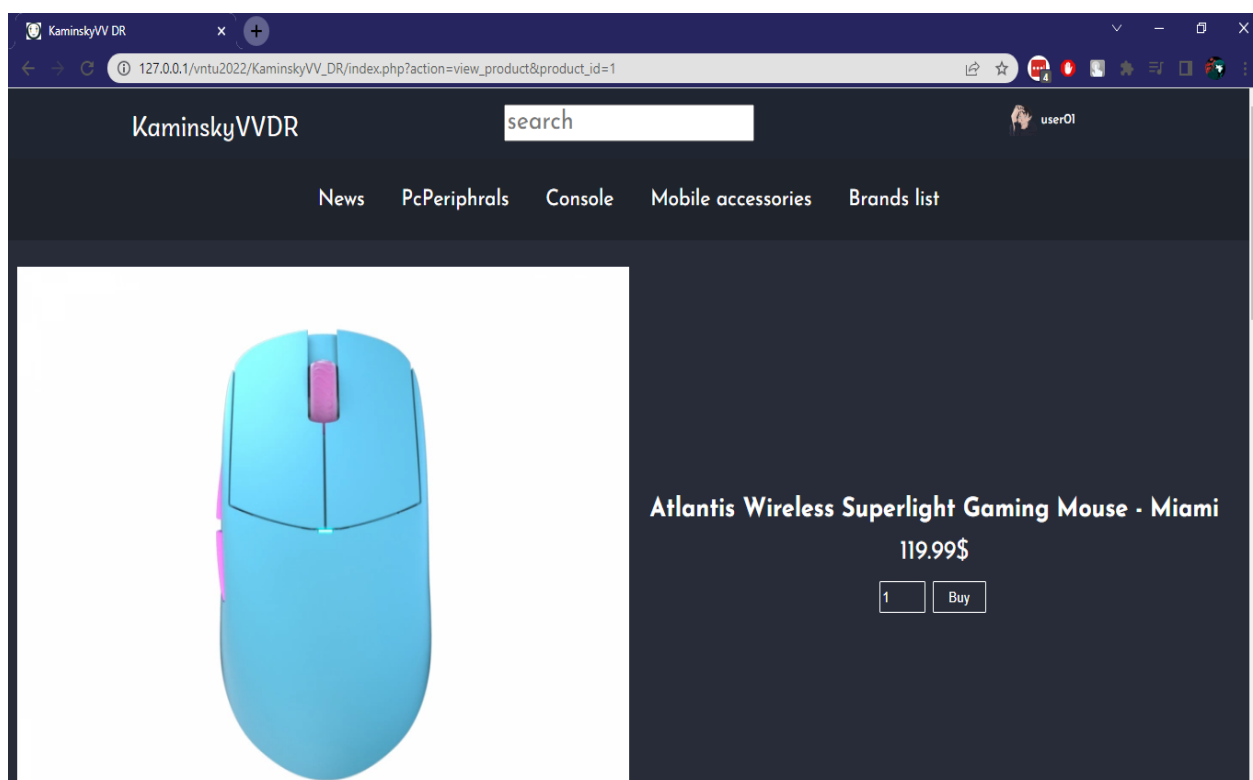 KaminskyVV DR
127.0.0.1/vntu2022/KaminskyVV_DR/index.php?action=view_product&product_id=1
4
KaminskyVVDR
search
user01
News PcPeriphrals Console Mobile accessories Brands list
Atlantis Wireless Superlight Gaming Mouse - Miami
119.99$
1 Buy